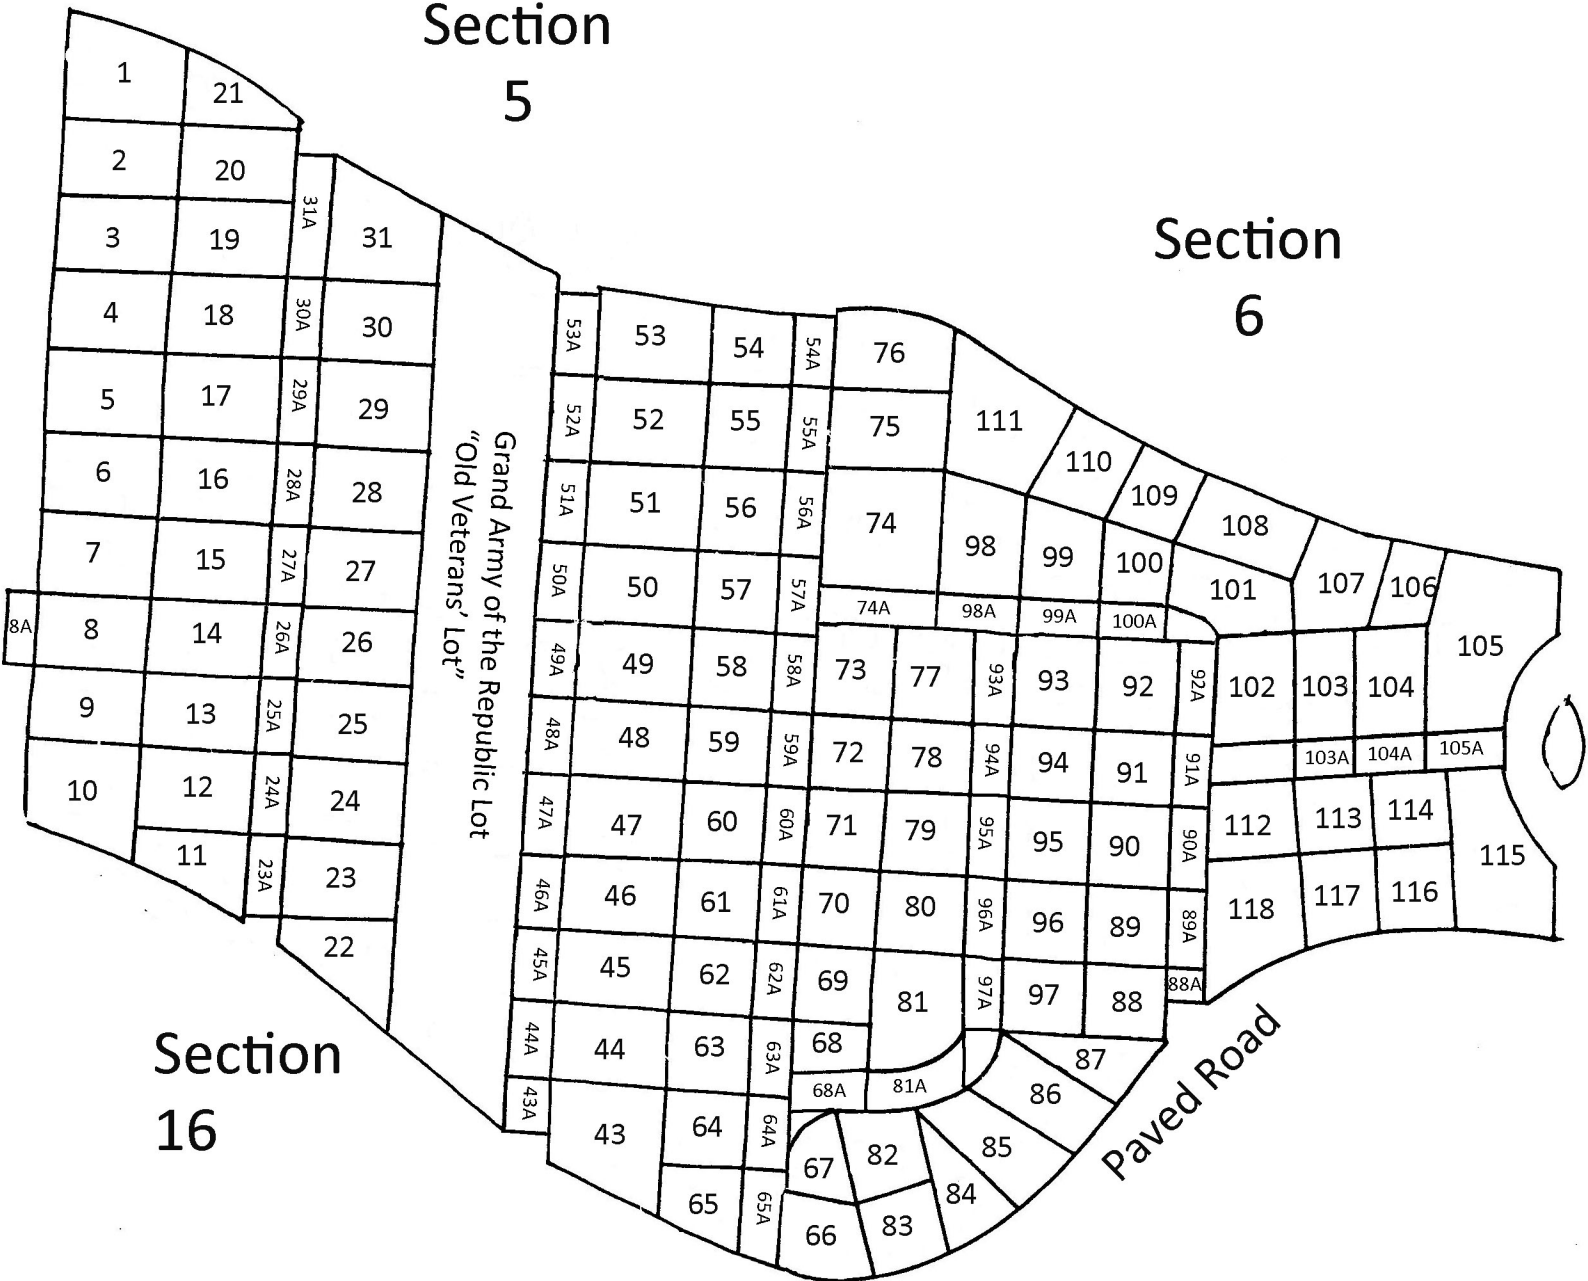 Section
5
Section
6
Section
16
Paved Road
Grand Army of the Republic Lot
“Old Veterans’ Lot”
1
21
2
20
31A
3
19
31
4
18
30A
30
5
17
29A
29
6
16
28A
28
7
15
27A
27
8A
8
14
26A
26
9
13
25A
25
10
12
24A
24
11
23A
23
22
53A
53
54
54A
76
52A
52
55
55A
75
111
110
109
108
51A
51
56
56A
74
98
99
100
101
107
106
105
50A
50
57
57A
74A
98A
99A
100A
49A
49
58
58A
73
77
93A
93
92
92A
102
103
104
48A
48
59
59A
72
78
94A
94
91
91A
103A
104A
105A
47A
47
60
60A
71
79
95A
95
90
90A
112
113
114
115
46A
46
61
61A
70
80
96A
96
89
89A
118
117
116
45A
45
62
62A
69
81
97A
97
88
88A
44A
44
63
63A
68
87
68A
81A
86
43A
43
64
64A
67
82
85
65
65A
66
83
84